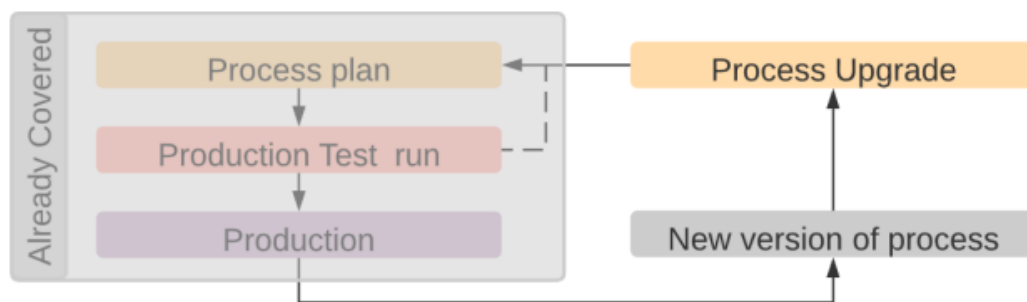 Already Covered
Process plan
Production Test run
Production
Process Upgrade
New version of process